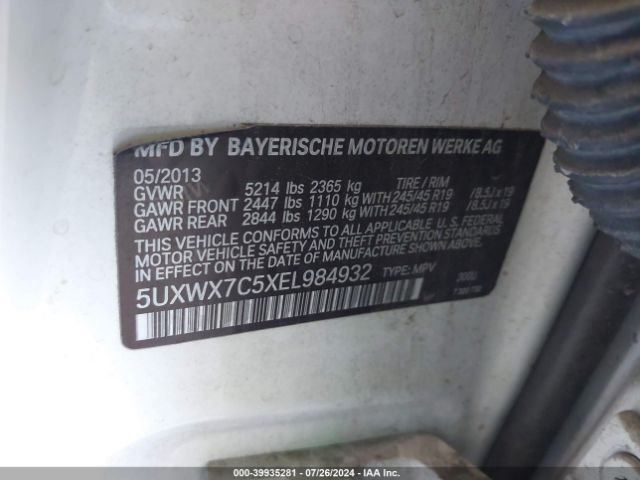 MFD BY BAYERISCHE MOTOREN WERKE AG
05/2013 TIRE / RIM
GVWR 5214 lbs 2365 kg
GAWR FRONT 2447 lbs 1110 kg WITH 245/45 R19 /8.5J x 19
GAWR REAR 2844 lbs 1290 kg WITH 245/45 R19 /8.5J x 19
THIS VEHICLE CONFORMS TO ALL APPLICABLE U.S. FEDERAL
MOTOR VEHICLE SAFETY AND THEFT PREVENTION STANDARDS
IN EFFECT ON THE DATE OF MANUFACTURE SHOWN ABOVE.
5UXWX7C5XEL984932 TYPE: MPV 300U
00-39935281 - 07/26/2024 - IAA Inc.